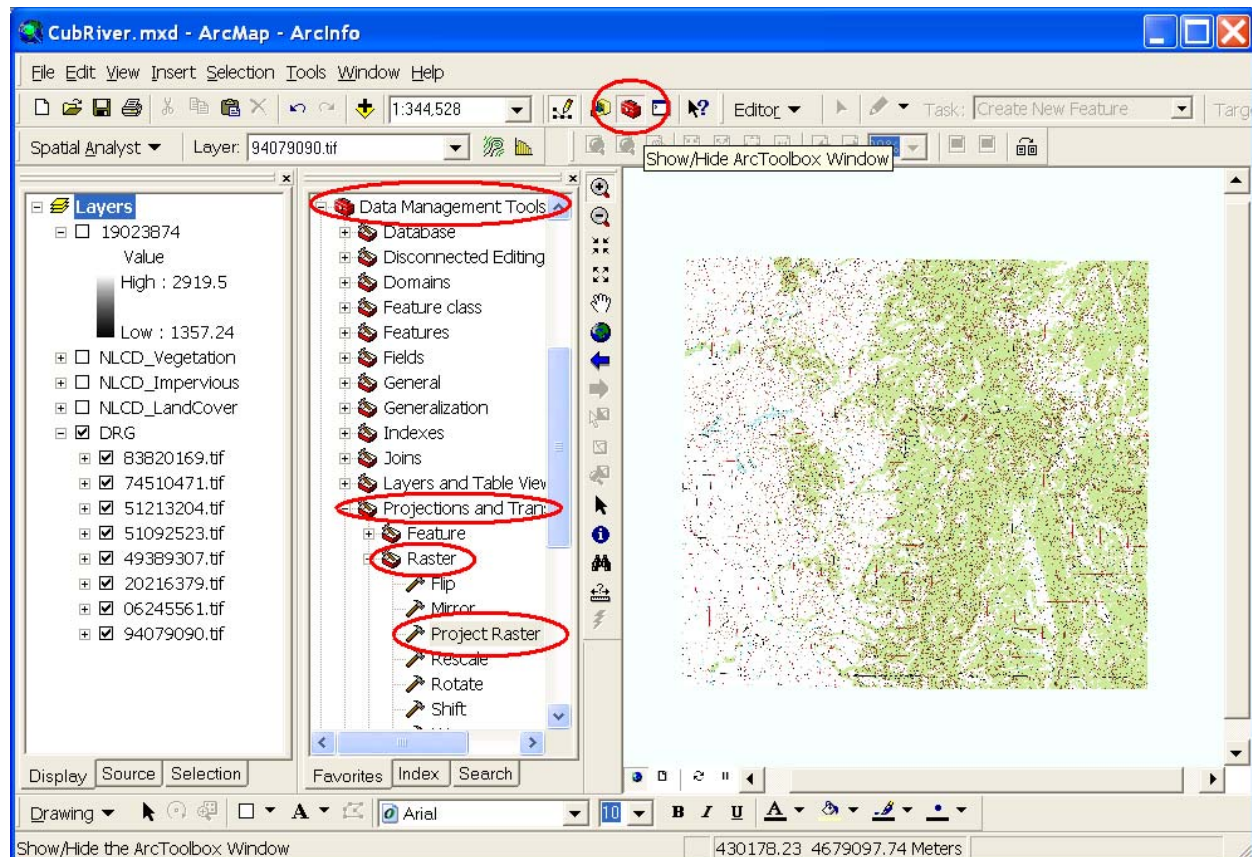 CubRiver.mxd - ArcMap - ArcInfo
File Edit View Insert Selection Tools Window Help
1:344,528
Editor
Task: Create New Feature
Targ
Spatial Analyst
Layer: 94079090.tif
Show/Hide ArcToolbox Window
Layers
19023874
Value
High : 2919.5
Low : 1357.24
NLCD_Vegetation
NLCD_Impervious
NLCD_LandCover
DRG
83820169.tif
74510471.tif
51213204.tif
51092523.tif
49389307.tif
20216379.tif
06245561.tif
94079090.tif
Display Source Selection
Data Management Tools
Database
Disconnected Editing
Domains
Feature class
Features
Fields
General
Generalization
Indexes
Joins
Layers and Table View
Projections and Tran
Feature
Raster
Flip
Mirror
Project Raster
Rescale
Rotate
Shift
Favorites Index Search
Drawing
A
Arial
10
B I U A
Show/Hide the ArcToolbox Window
430178.23 4679097.74 Meters